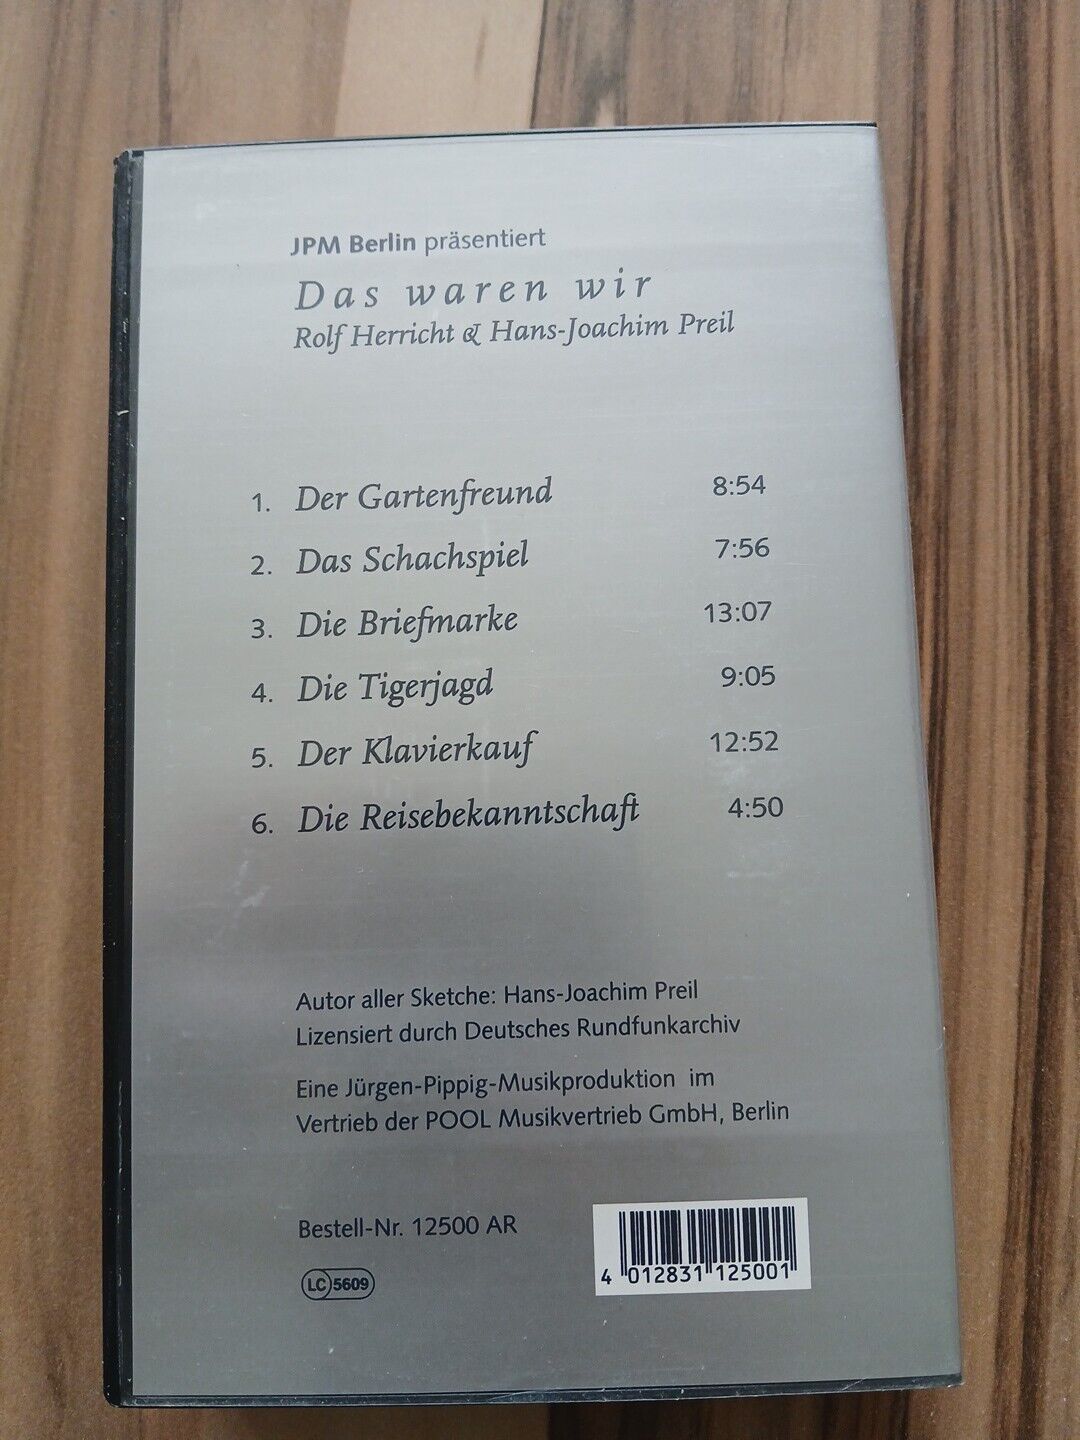 JPM Berlin präsentiert
Das waren wir
Rolf Herricht & Hans-Joachim Preil
1. Der Gartenfreund 8:54
2. Das Schachspiel 7:56
3. Die Briefmarke 13:07
4. Die Tigerjagd 9:05
5. Der Klavierkauf 12:52
6. Die Reisebekanntschaft 4:50
Autor aller Sketche: Hans-Joachim Preil
Lizensiert durch Deutsches Rundfunkarchiv
Eine Jürgen-Pippig-Musikproduktion im
Vertrieb der POOL Musikvertrieb GmbH, Berlin
Bestell-Nr. 12500 AR
LC 5609
4 012831 125001